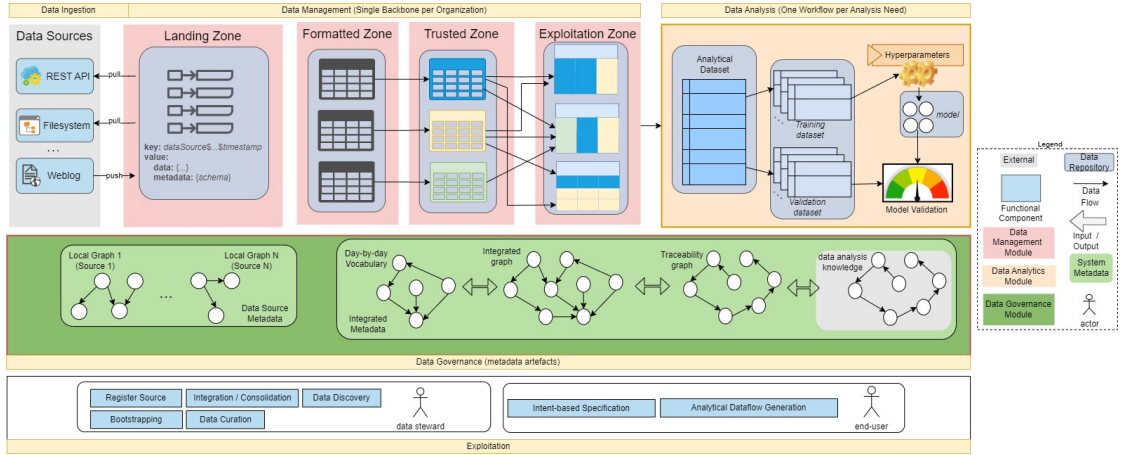 Data Ingestion
Data Management (Single Backbone per Organization)
Data Analysis (One Workflow per Analysis Need)
Data Sources
REST API
Filesystem
...
Weblog
pull
pull
push
Landing Zone
key: dataSource$...$timestamp
value:
data: {...}
metadata: {schema}
Formatted Zone
Trusted Zone
Exploitation Zone
Analytical
Dataset
Training
dataset
Validation
dataset
Hyperparameters
model
Model Validation
Legend
External
Data
Repository
Functional
Component
Data
Flow
Data
Management
Module
Input /
Output
Data Analytics
Module
System
Metadata
Data Governance
Module
actor
Local Graph 1
(Source 1)
...
Local Graph N
(Source N)
Data Source
Metadata
Day-by-day
Vocabulary
Integrated
Metadata
Integrated
graph
Traceability
graph
data analysis
knowledge
Data Governance (metadata artefacts)
Register Source
Integration / Consolidation
Data Discovery
Bootstrapping
Data Curation
data steward
Intent-based Specification
Analytical Dataflow Generation
end-user
Exploitation